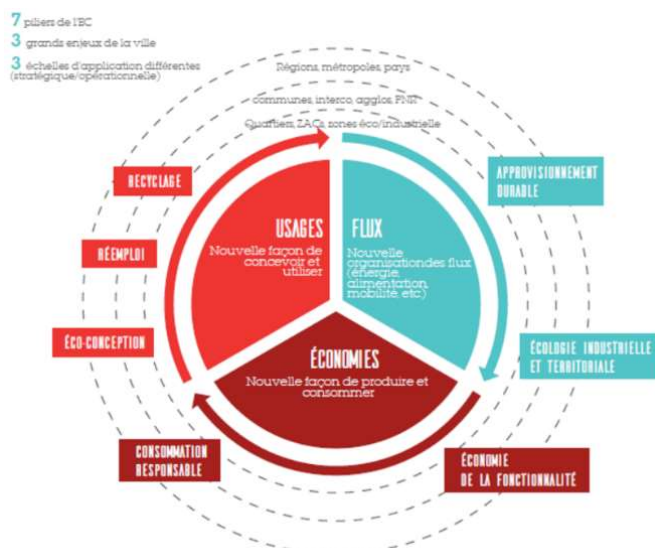 7 piliers de l'EC
3 grands enjeux de la ville
3 échelles d'application différentes
(stratégique/opérationnelle)
Régions, métropoles, pays
communes, interco, agglos, PNR
Quartiers, ZACs, zones éco/industrielle
RECYCLAGE
APPROVISIONNEMENT
DURABLE
USAGES
Nouvelle façon de
concevoir et
utiliser
FLUX
Nouvelle
organisationdes flux
(énergie,
alimentation,
mobilité, etc.)
RÉEMPLOI
ÉCO-CONCEPTION
ÉCOLOGIE INDUSTRIELLE
ET TERRITORIALE
ÉCONOMIES
Nouvelle façon de produire et
consommer
CONSOMMATION
RESPONSABLE
ÉCONOMIE
DE LA FONCTIONNALITÉ